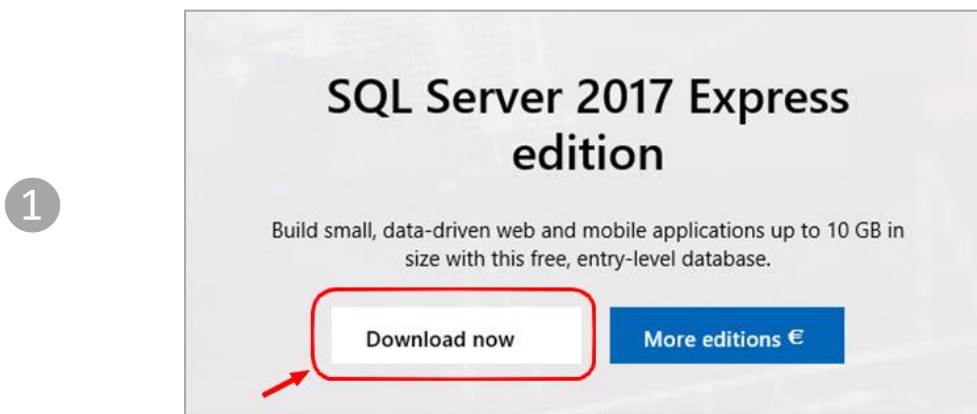 SQL Server 2017 Express
edition
1
Build small, data-driven web and mobile applications up to 10 GB in
size with this free, entry-level database.
Download now
More editions €